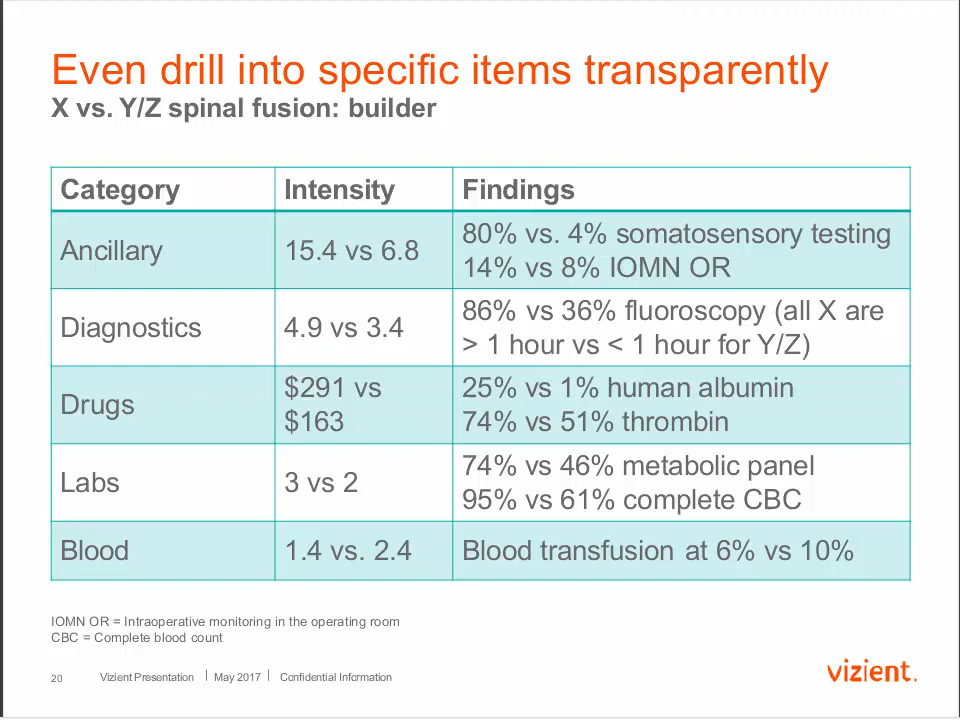 Even drill into specific items transparently
X vs. Y/Z spinal fusion: builder
Category Intensity Findings
Ancillary 15.4 vs 6.8 80% vs. 4% somatosensory testing
14% vs 8% IOMN OR
Diagnostics 4.9 vs 3.4 86% vs 36% fluoroscopy (all X are
> 1 hour vs < 1 hour for Y/Z)
Drugs $291 vs
$163 25% vs 1% human albumin
74% vs 51% thrombin
Labs 3 vs 2 74% vs 46% metabolic panel
95% vs 61% complete CBC
Blood 1.4 vs. 2.4 Blood transfusion at 6% vs 10%
IOMN OR = Intraoperative monitoring in the operating room
CBC = Complete blood count
20 Vizient Presentation | May 2017 | Confidential Information
vizient.